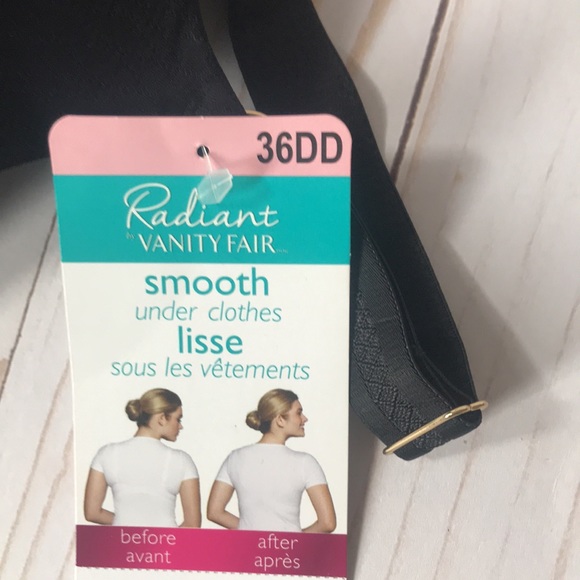 36DD
Radiant
by VANITY FAIR
smooth
under clothes
lisse
sous les vêtements
before
avant
after
après